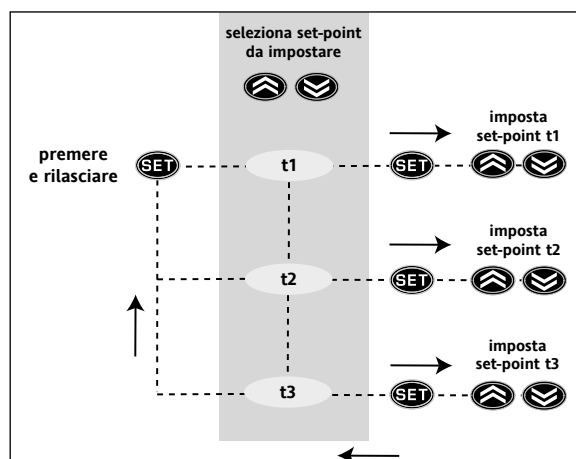 seleziona set-point
da impostare
premere
e rilasciare
SET
t1
SET
imposta
set-point t1
t2
SET
imposta
set-point t2
t3
SET
imposta
set-point t3